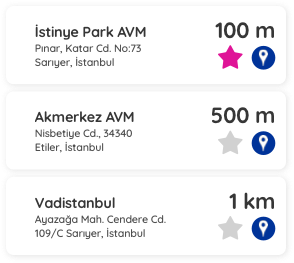 İstinye Park AVM
100 m
Pınar, Katar Cd. No:73
Sarıyer, İstanbul
Akmerkez AVM
500 m
Nisbetiye Cd., 34340
Etiler, İstanbul
Vadistanbul
1 km
Ayazağa Mah. Cendere Cd.
109/C Sarıyer, İstanbul